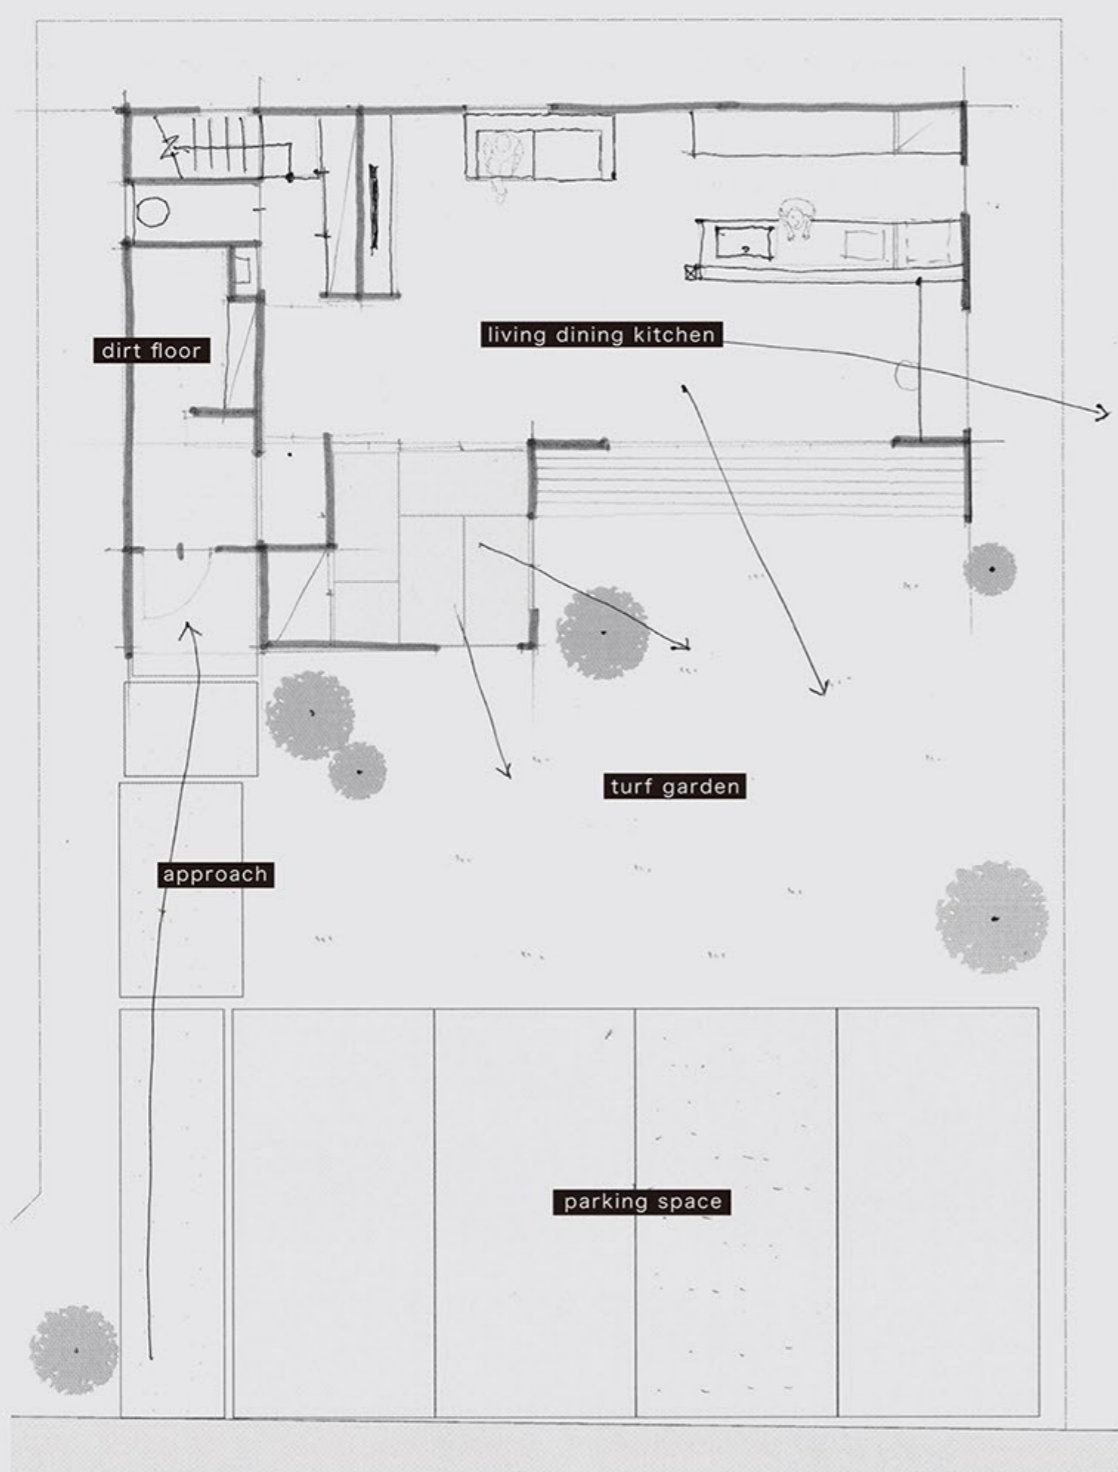 living dining kitchen
dirt floor
turf garden
approach
parking space